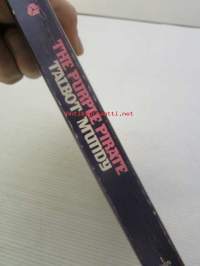 THE PURPLE PIRATE
TALBOT MUNDY